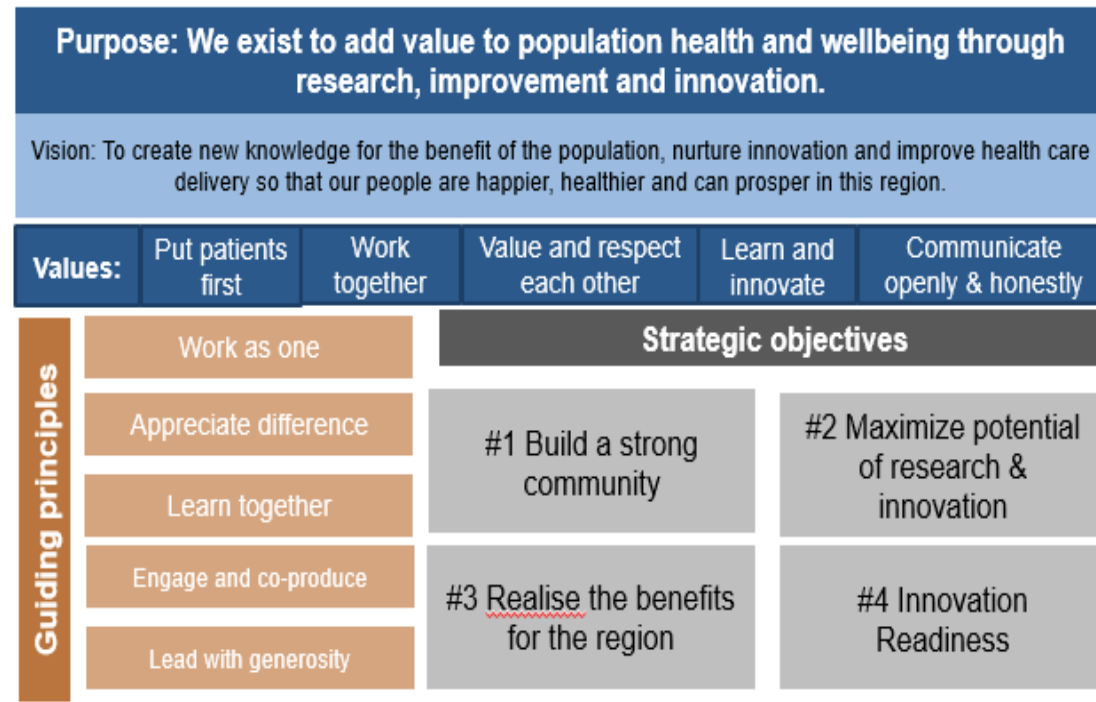 Purpose: We exist to add value to population health and wellbeing through
research, improvement and innovation.
Vision: To create new knowledge for the benefit of the population, nurture innovation and improve health care
delivery so that our people are happier, healthier and can prosper in this region.
Values:
Put patients
first
Work
together
Value and respect
each other
Learn and
innovate
Communicate
openly & honestly
Guiding principles
Work as one
Appreciate difference
Learn together
Engage and co-produce
Lead with generosity
Strategic objectives
#1 Build a strong
community
#2 Maximize potential
of research &
innovation
#3 Realise the benefits
for the region
#4 Innovation
Readiness